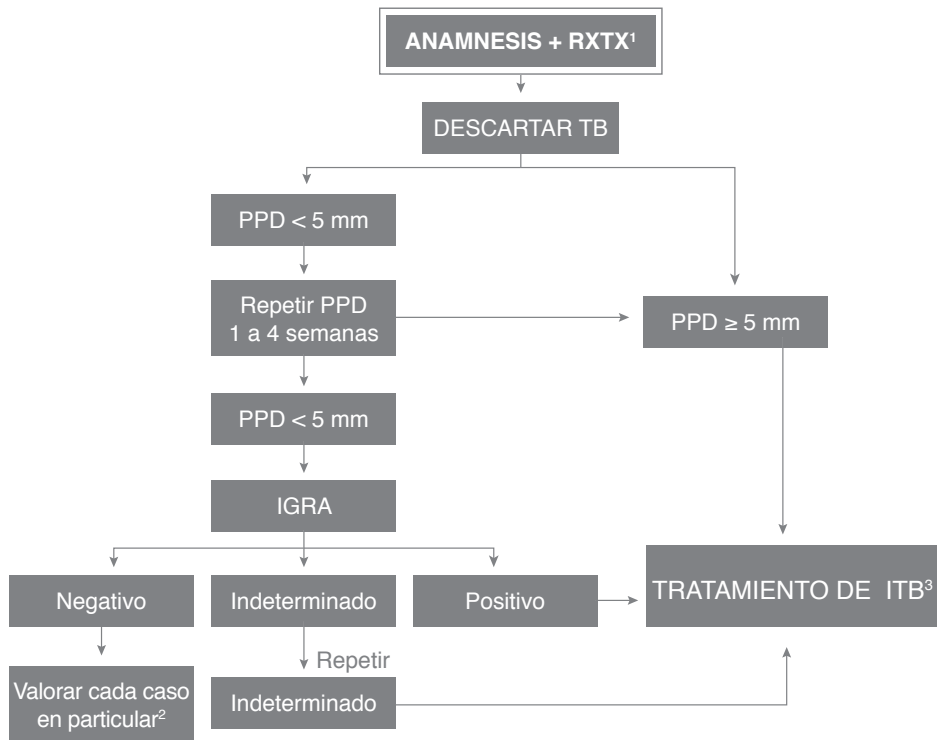 ANAMNESIS + RXTX¹
DESCARTAR TB
PPD < 5 mm
Repetir PPD
1 a 4 semanas
PPD ≥ 5 mm
PPD < 5 mm
IGRA
Negativo
Indeterminado
Positivo
TRATAMIENTO DE ITB³
Repetir
Valorar cada caso
en particular²
Indeterminado